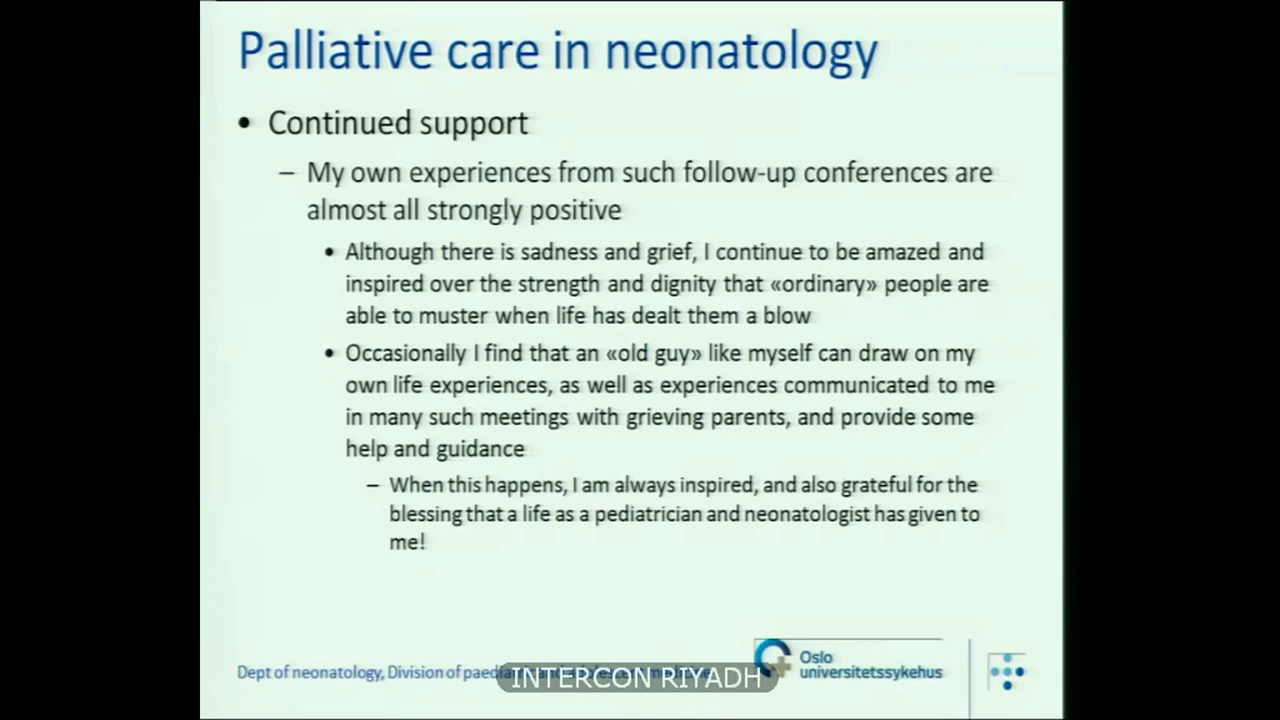 Palliative care in neonatology
• Continued support
– My own experiences from such follow-up conferences are
almost all strongly positive
• Although there is sadness and grief, I continue to be amazed and
inspired over the strength and dignity that «ordinary» people are
able to muster when life has dealt them a blow
• Occasionally I find that an «old guy» like myself can draw on my
own life experiences, as well as experiences communicated to me
in many such meetings with grieving parents, and provide some
help and guidance
– When this happens, I am always inspired, and also grateful for the
blessing that a life as a pediatrician and neonatologist has given to
me!
Dept of neonatology, Division of
INTERCON RIYADH
Oslo
universitetssykehus